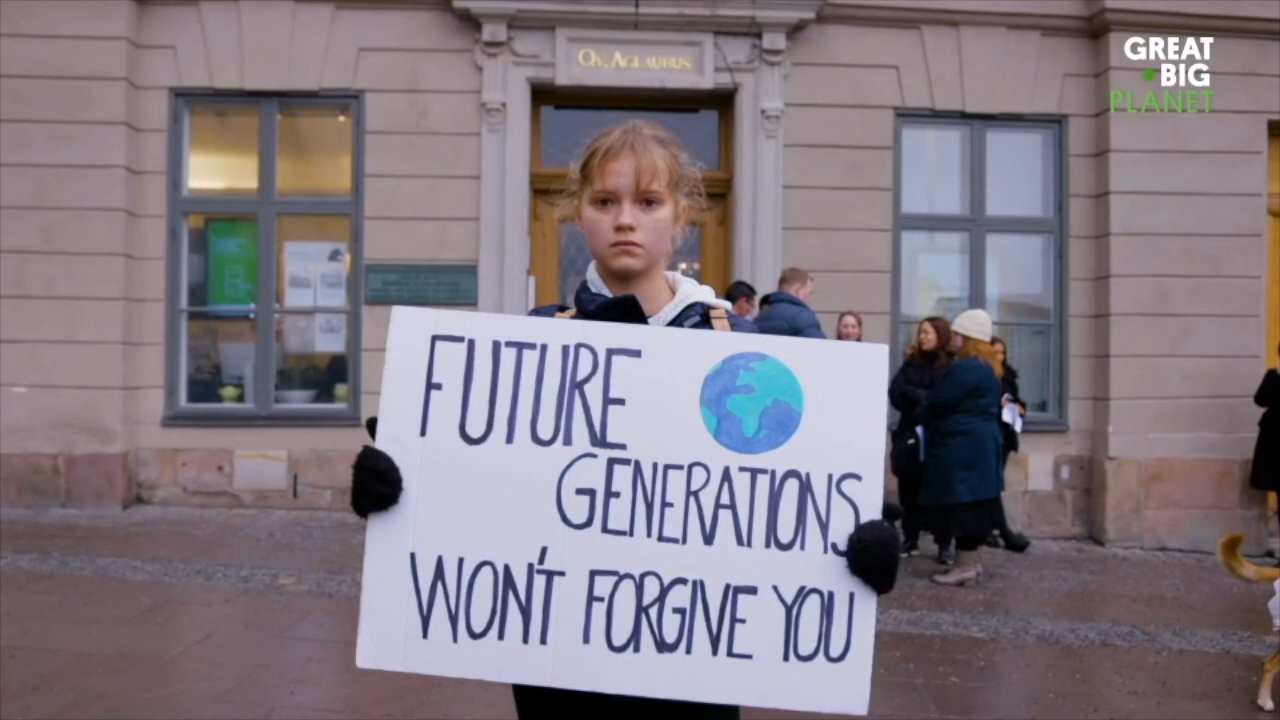 GREAT
BIG
PLANET
FUTURE
GENERATIONS
WON'T FORGIVE YOU